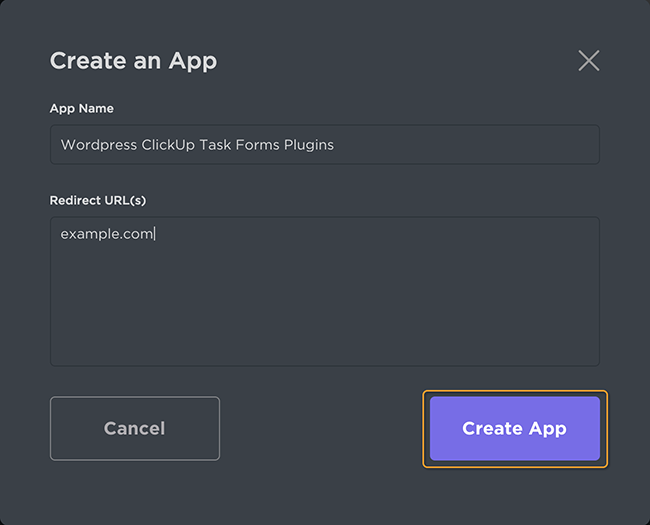 Create an App
App Name
Wordpress ClickUp Task Forms Plugins
Redirect URL(s)
example.com
Cancel
Create App